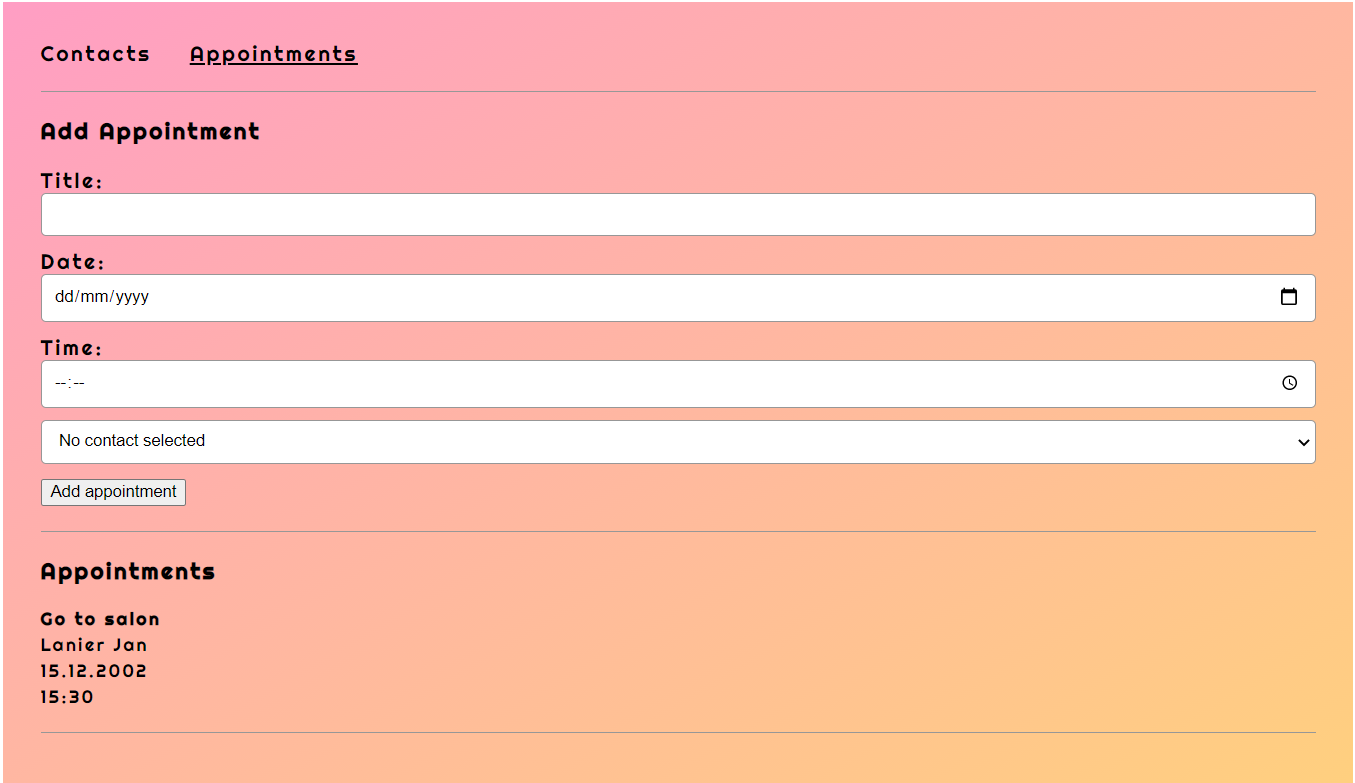 Contacts Appointments
Add Appointment
Title:
Date:
dd/mm/yyyy
Time:
--:--
No contact selected
Add appointment
Appointments
Go to salon
Lanier Jan
15.12.2002
15:30